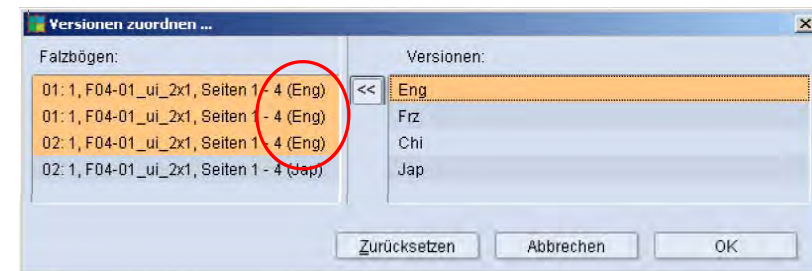 Versionen zuordnen ...
Falzbögen:
Versionen:
01: 1, F04-01_ui_2x1, Seiten 1 - 4 (Eng)
01: 1, F04-01_ui_2x1, Seiten 1 - 4 (Eng)
02: 1, F04-01_ui_2x1, Seiten 1 - 4 (Eng)
02: 1, F04-01_ui_2x1, Seiten 1 - 4 (Jap)
<<
Eng
Frz
Chi
Jap
Zurücksetzen
Abbrechen
OK